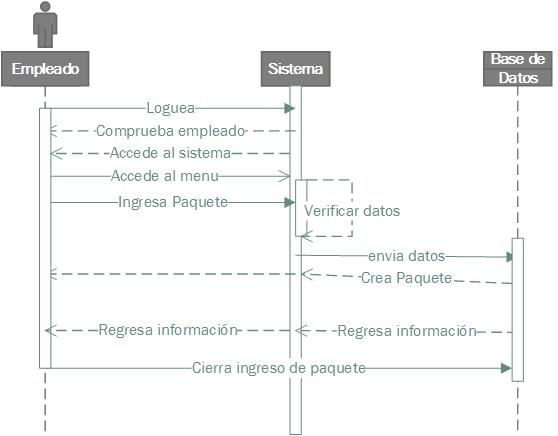 Empleado
Sistema
Base de
Datos
Loguea
Comprueba empleado
Accede al sistema
Accede al menu
Ingresa Paquete
Verificar datos
envia datos
Crea Paquete
Regresa información
Regresa información
Cierra ingreso de paquete